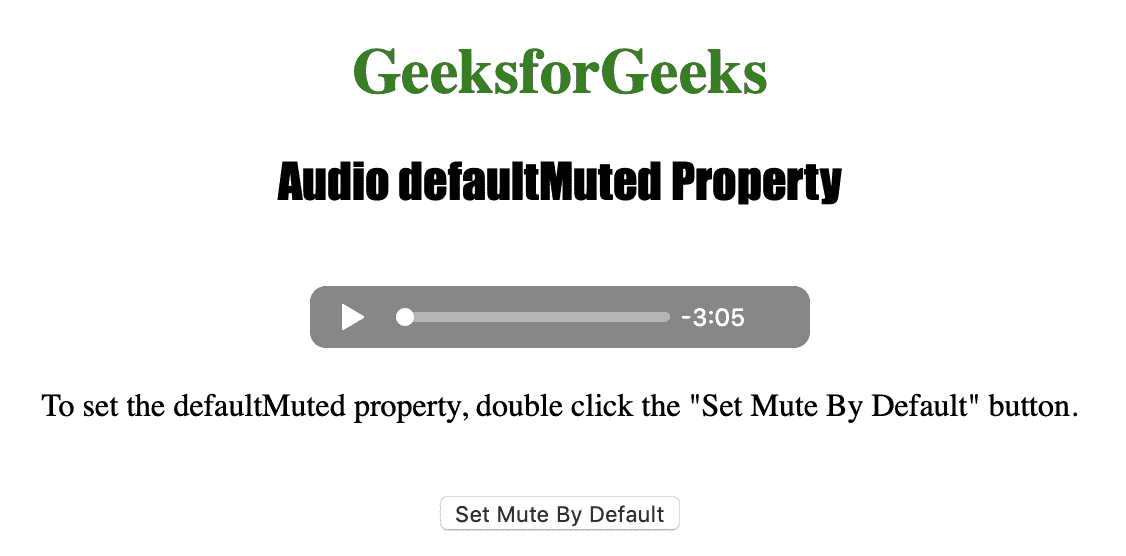 GeeksforGeeks
Audio defaultMuted Property
-3:05
To set the defaultMuted property, double click the "Set Mute By Default" button.
Set Mute By Default